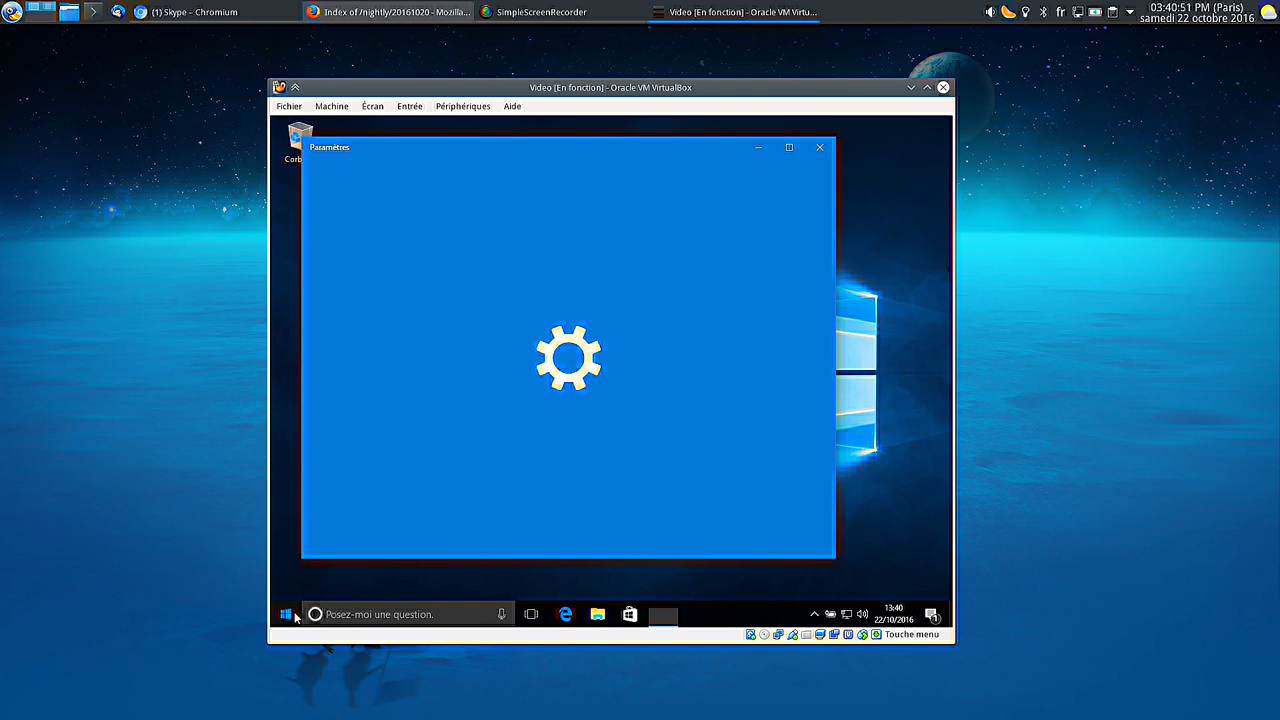 (1) Skype – Chromium
Index of /nightly/20161020 - Mozilla...
SimpleScreenRecorder
Video [En fonction] - Oracle VM Virtu...
fr
03:40:51 PM (Paris)
samedi 22 octobre 2016
Video [En fonction] - Oracle VM VirtualBox
Fichier Machine Écran Entrée Périphériques Aide
Corb
Paramètres
Posez-moi une question.
13:40
22/10/2016
1
Touche menu